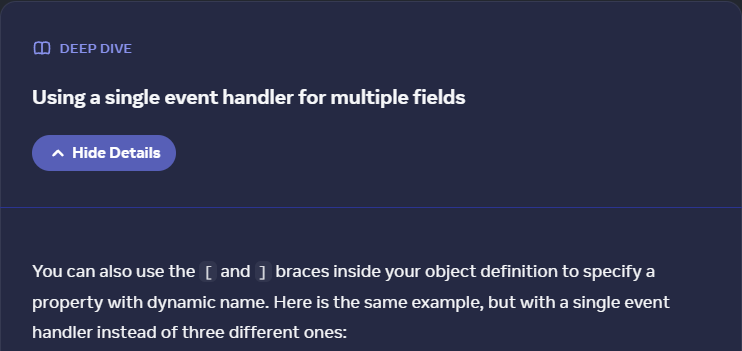 DEEP DIVE
Using a single event handler for multiple fields
Hide Details
You can also use the [ and ] braces inside your object definition to specify a
property with dynamic name. Here is the same example, but with a single event
handler instead of three different ones: